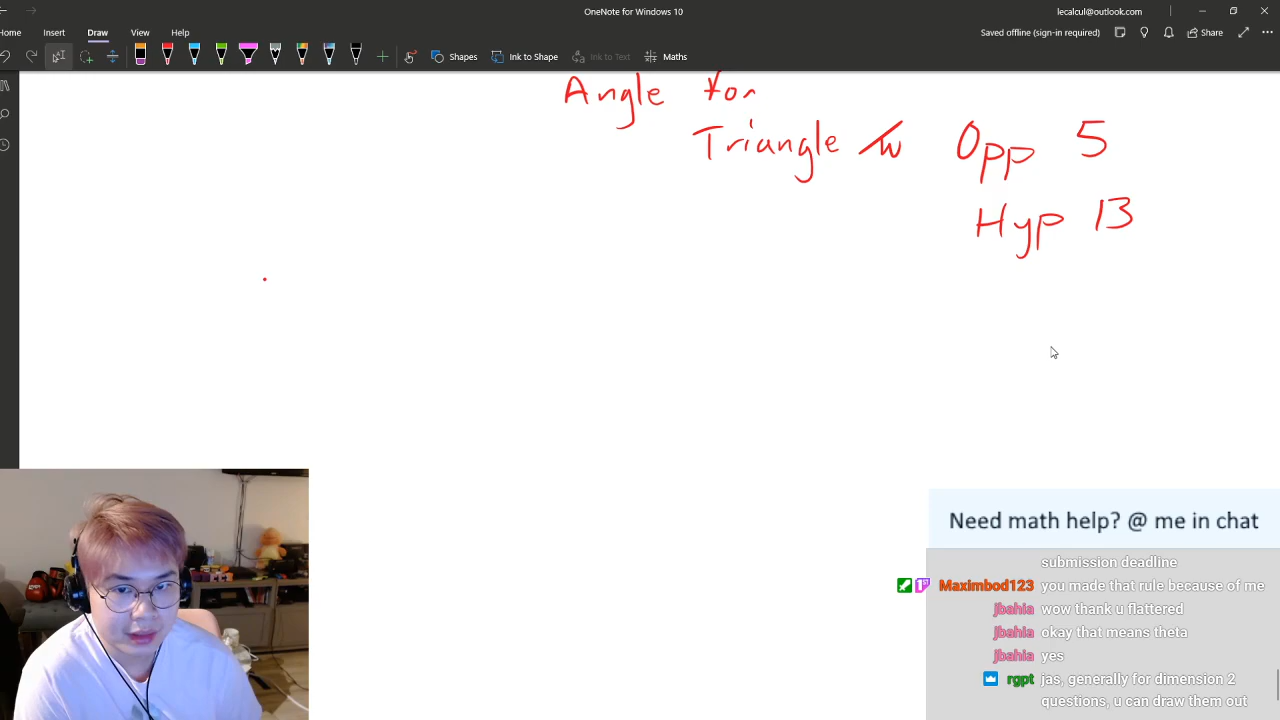 OneNote for Windows 10
lecalcul@outlook.com
Home Insert Draw View Help
Saved offline (sign-in required) Share
Shapes Ink to Shape Ink to Text Maths
Angle for
Triangle w Opp 5
Hyp 13
Need math help? @ me in chat
submission deadline
Maximbod123 you made that rule because of me
jbahia wow thank u flattered
jbahia okay that means theta
jbahia yes
rgpt jas, generally for dimension 2
questions, u can draw them out